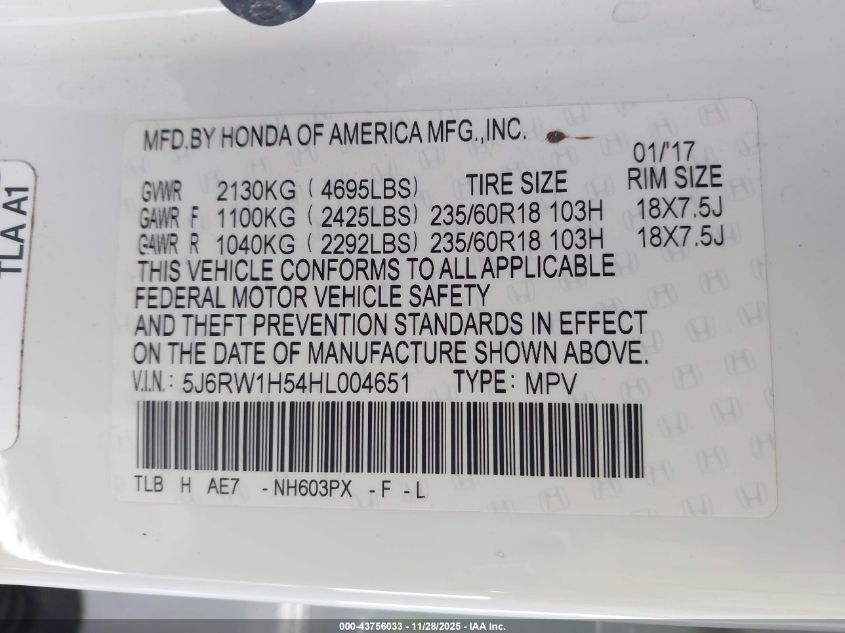 TLA A1
MFD.BY HONDA OF AMERICA MFG.,INC.
01/'17
GVWR 2130KG ( 4695LBS) TIRE SIZE RIM SIZE
GAWR F 1100KG ( 2425LBS) 235/60R18 103H 18X7.5J
GAWR R 1040KG ( 2292LBS) 235/60R18 103H 18X7.5J
THIS VEHICLE CONFORMS TO ALL APPLICABLE
FEDERAL MOTOR VEHICLE SAFETY
AND THEFT PREVENTION STANDARDS IN EFFECT
ON THE DATE OF MANUFACTURE SHOWN ABOVE.
V.I.N.: 5J6RW1H54HL004651 TYPE: MPV
TLB H AE7 -NH603PX -F -L
000-43756033 - 11/28/2025 - IAA Inc.